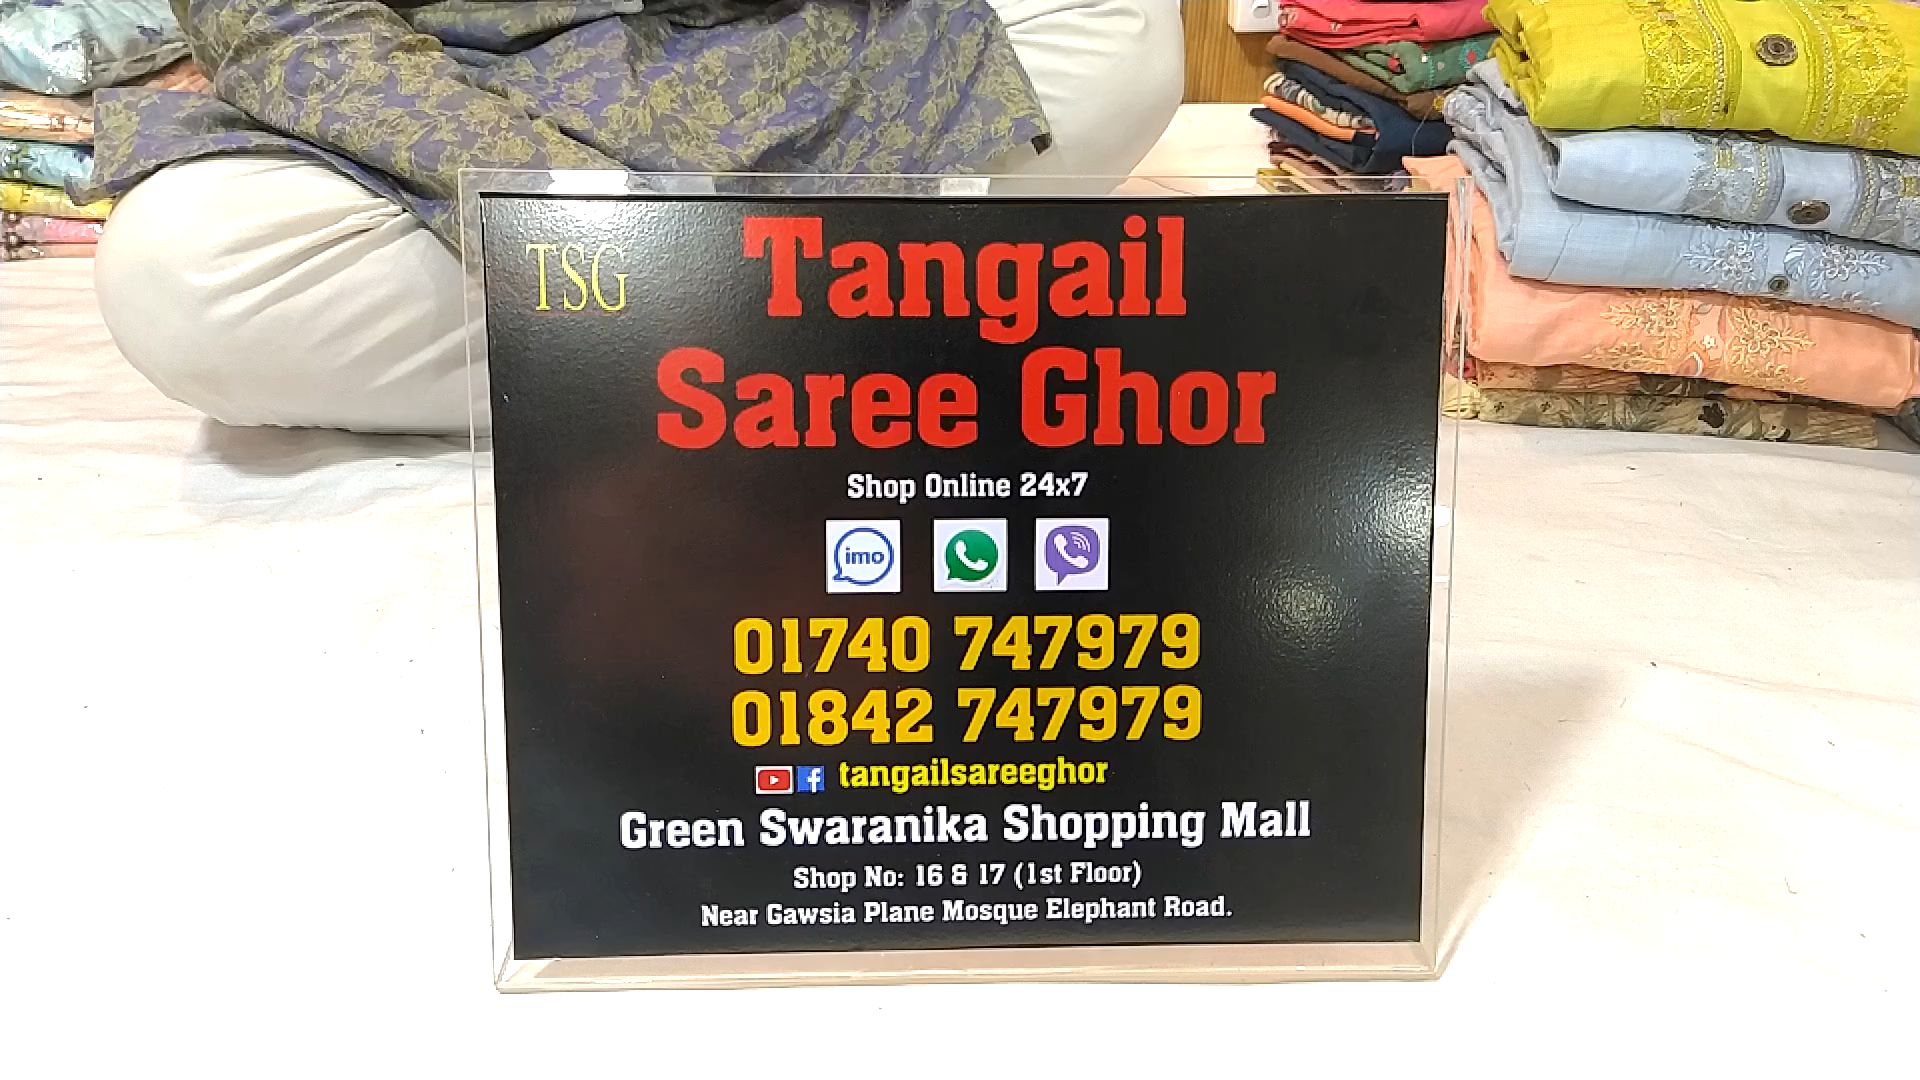 TSG
Tangail
Saree Ghor
Shop Online 24x7
imo
01740 747979
01842 747979
tangailsareeghor
Green Swaranika Shopping Mall
Shop No: 16 & 17 (1st Floor)
Near Gawsia Plane Mosque Elephant Road.